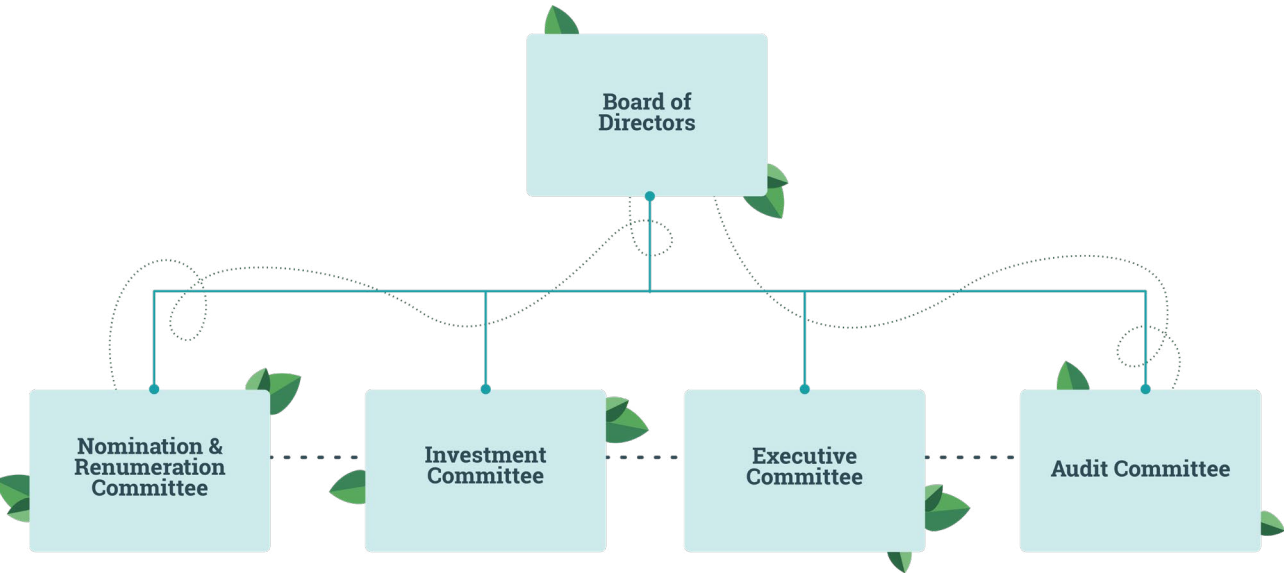 Board of
Directors
Nomination &
Renumeration
Committee
Investment
Committee
Executive
Committee
Audit Committee